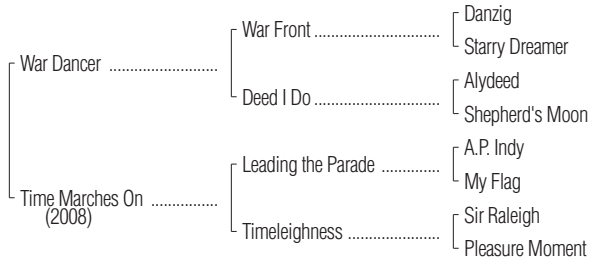 Danzig
War Front
Starry Dreamer
War Dancer
Alydeed
Deed I Do
Shepherd's Moon
A.P. Indy
Leading the Parade
My Flag
Time Marches On
(2008)
Sir Raleigh
Timeleighness
Pleasure Moment